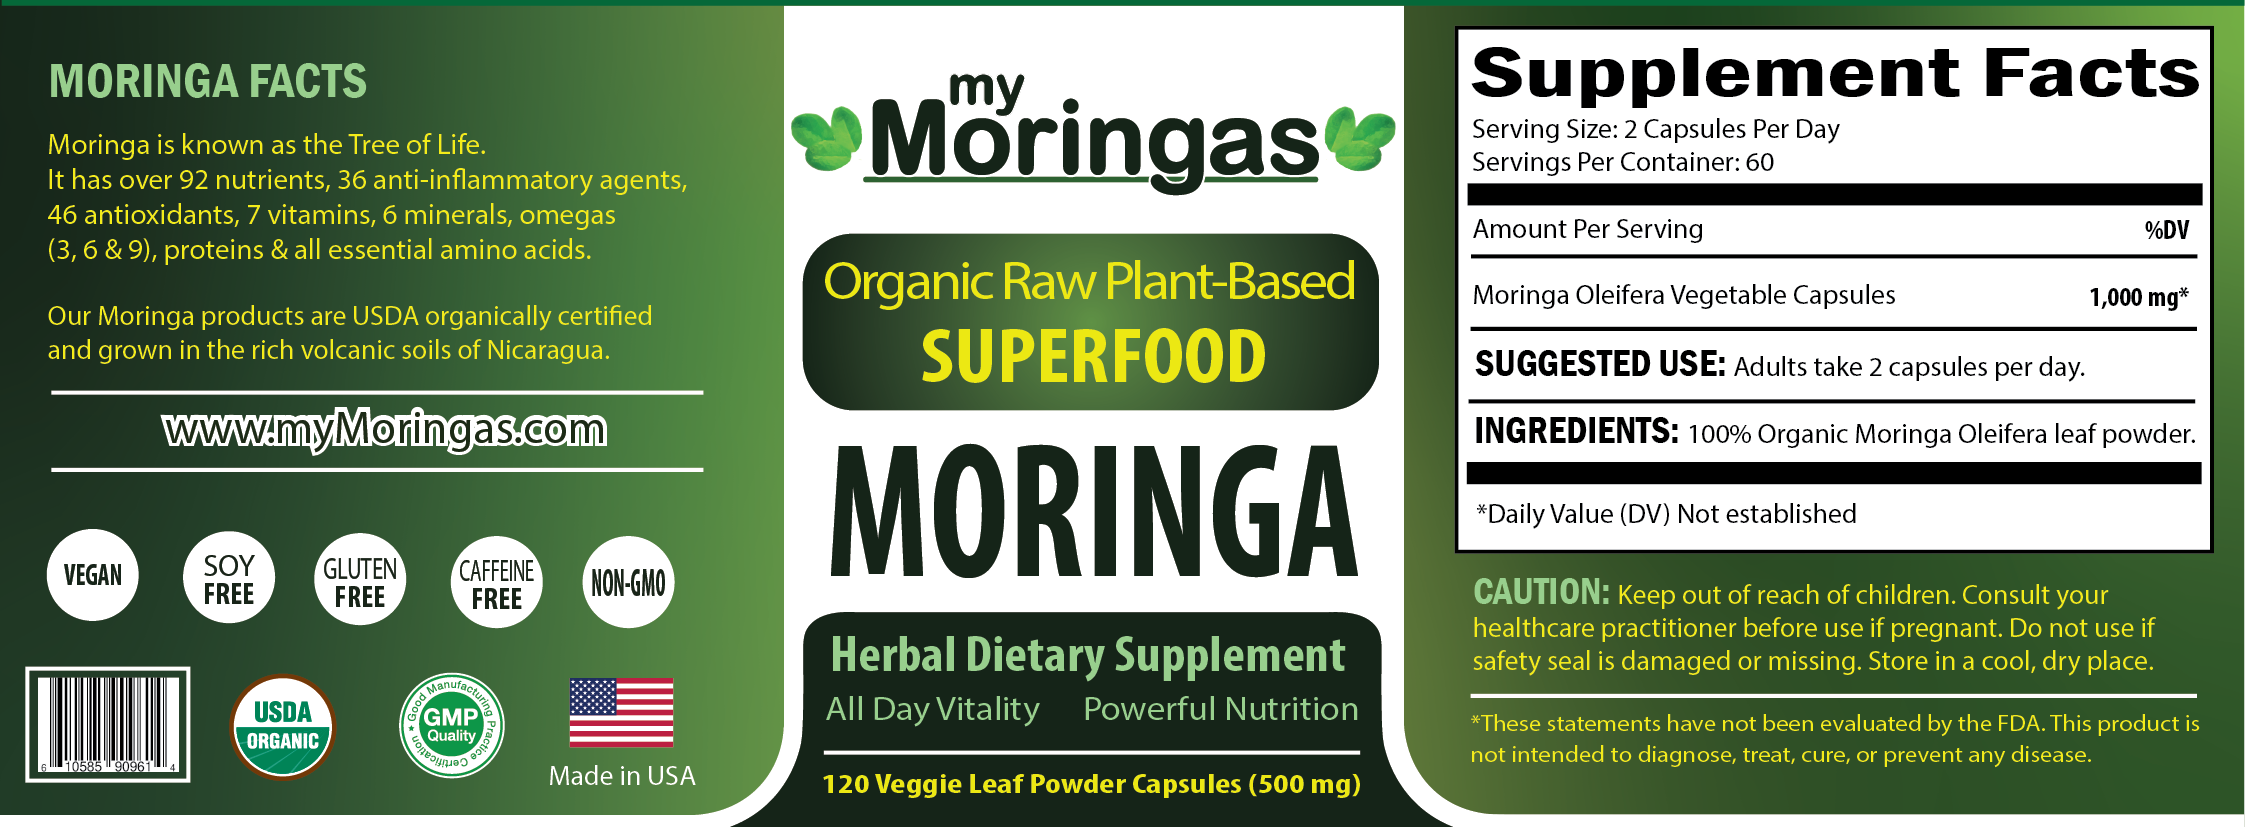 MORINGA FACTS
Moringa is known as the Tree of Life.
It has over 92 nutrients, 36 anti-inflammatory agents,
46 antioxidants, 7 vitamins, 6 minerals, omegas
(3, 6 & 9), proteins & all essential amino acids.
Our Moringa products are USDA organically certified
and grown in the rich volcanic soils of Nicaragua.
www.myMoringas.com
VEGAN
SOY
FREE
GLUTEN
FREE
CAFFEINE
FREE
NON-GMO
6 10585 90961 4
USDA
ORGANIC
Good Manufacturing Practice Certification
GMP
Quality
Made in USA
my
Moringas
Organic Raw Plant-Based
SUPERFOOD
MORINGA
Herbal Dietary Supplement
All Day Vitality Powerful Nutrition
120 Veggie Leaf Powder Capsules (500 mg)
Supplement Facts
Serving Size: 2 Capsules Per Day
Servings Per Container: 60
Amount Per Serving %DV
Moringa Oleifera Vegetable Capsules 1,000 mg*
SUGGESTED USE: Adults take 2 capsules per day.
INGREDIENTS: 100% Organic Moringa Oleifera leaf powder.
*Daily Value (DV) Not established
CAUTION: Keep out of reach of children. Consult your
healthcare practitioner before use if pregnant. Do not use if
safety seal is damaged or missing. Store in a cool, dry place.
*These statements have not been evaluated by the FDA. This product is
not intended to diagnose, treat, cure, or prevent any disease.